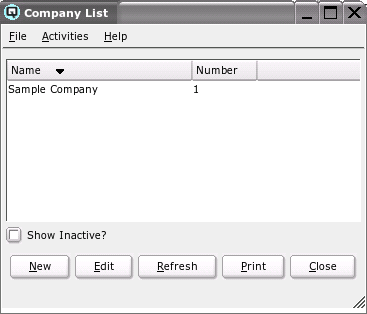 Company List
File Activities Help
Name Number
Sample Company 1
Show Inactive?
New Edit Refresh Print Close